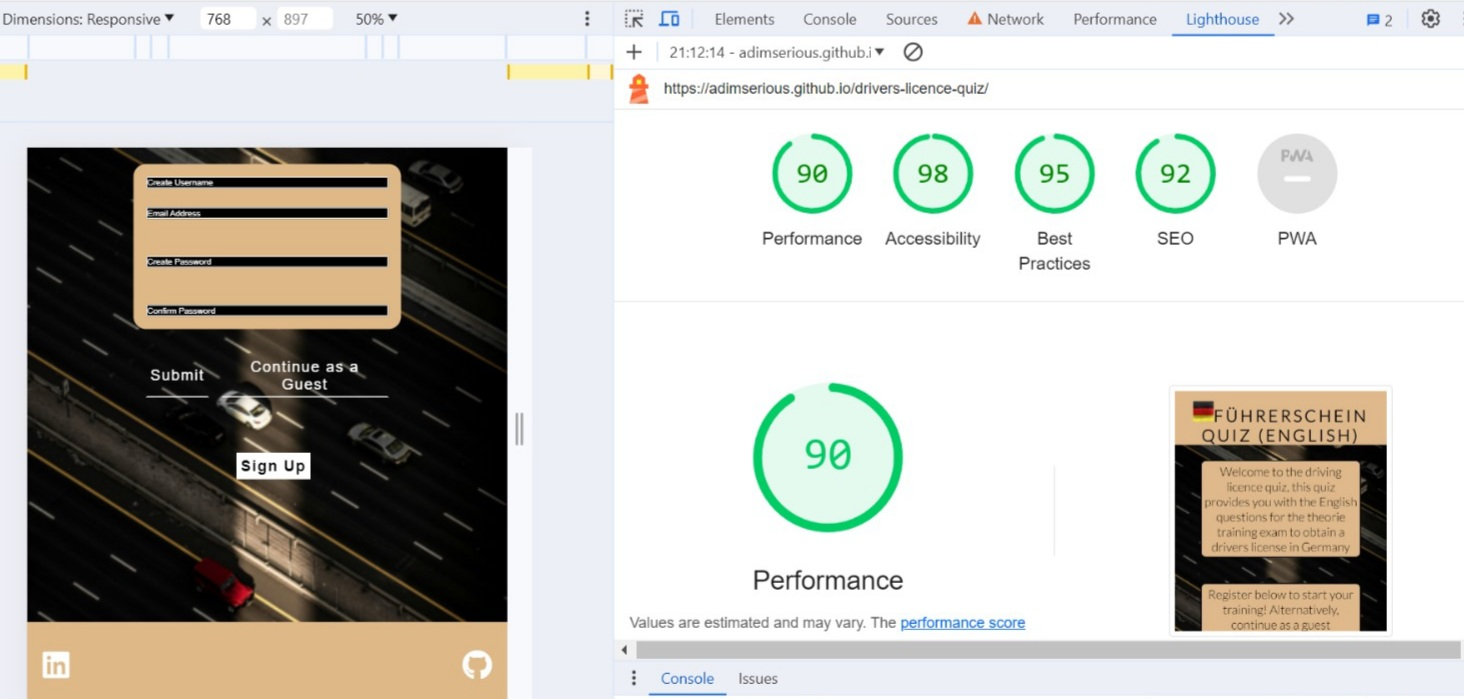 Dimensions: Responsive ▼ 768 x 897 50% ▼
Elements Console Sources Network Performance Lighthouse 2
21:12:14 - adimserious.github.i ▼
https://adimserious.github.io/drivers-licence-quiz/
Create Username
Email Address
Create Password
Confirm Password
Submit
Continue as a
Guest
Sign Up
in
90 98 95 92 PWA
Performance Accessibility Best SEO PWA
Practices
90
Performance
Values are estimated and may vary. The performance score
FÜHRERSCHEIN
QUIZ (ENGLISH)
Welcome to the driving
licence quiz, this quiz
provides you with the English
questions for the theorie
training exam to obtain a
drivers license in Germany
Register below to start your
training! Alternatively,
continue as a guest
Console Issues